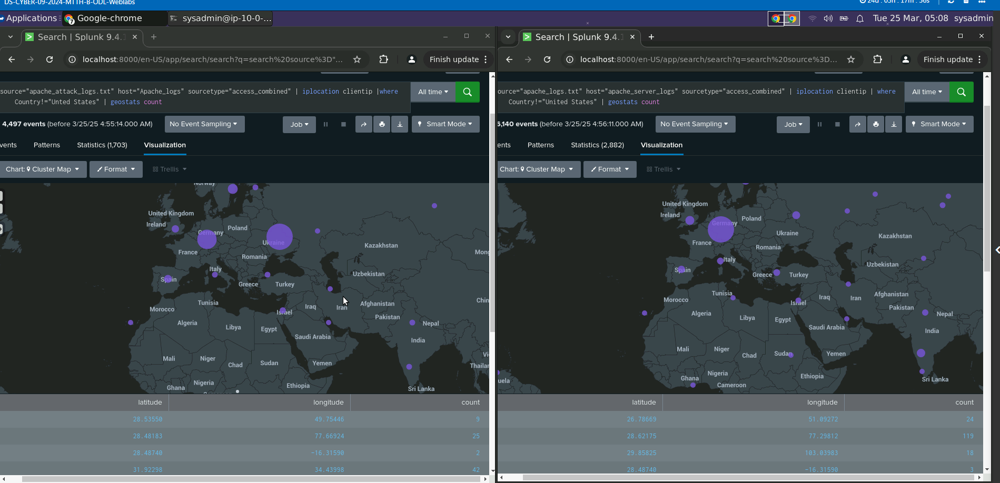 DS-CYBER-09-2024-MTTH-B-ODL-Weblabs
24d : 05h : 17m : 56s
Applications
Google-chrome
7
sysadmin@ip-10-0-...
Tue 25 Mar, 05:08
sysadmin
Search | Splunk 9.4.1
localhost:8000/en-US/app/search/search?q=search%20source%3D"...
Finish update
source="apache_attack_logs.txt" host="Apache_logs" sourcetype="access_combined" | iplocation clientip |where
Country!="Unted States" | geostats count
All time
4,497 events (before 3/25/25 4:55:14.000 AM)
No Event Sampling
Job
Smart Mode
vents
Patterns
Statistics (1,703)
Visualization
Chart: Cluster Map
Format
Trellis
Norway
United Kingdom
Ireland
Germany
Poland
Ukraine
France
Kazakhstan
Mong
Romania
Italy
Uzbekistan
Spain
Greece
Turkey
Chin
Tunisia
Iraq
Iran
Afghanistan
Morocco
Israel
Pakistan
Algeria
Libya
Egypt
Nepal
Saudi Arabia
India
Mali
Niger
Chad
Sudan
Yemen
Vi
Thailan
Nigeria
Ghana
Ethiopia
Sri Lanka
Cameroon
latitude longitude count
28.53550 49.75446 9
28.48183 77.66924 25
28.48740 -16.31590 2
31.92298 34.43998 42
Search | Splunk 9.4.1
localhost:8000/en-US/app/search/search?q=search%20source%3D...
Finish update
ource="apache_logs.txt" host="apache_server_logs" sourcetype="access_combined" | iplocation clientip | where
Country!="United States" | geostats count
All time
6,140 events (before 3/25/25 4:56:11.000 AM)
No Event Sampling
Job
Smart Mode
ents
Patterns
Statistics (2,882)
Visualization
Chart: Cluster Map
Format
Trellis
United Kingdom
Ireland
Germany
Poland
Ukraine
France
Kazakhstan
Romania
Italy
Uzbekistan
Spain
Greece
Turkey
Tunisia
Iraq
Iran
Afghanistan
Morocco
Israel
Pakistan
Algeria
Libya
Egypt
Nepal
Saudi Arabia
India
Mali
Niger
Chad
Sudan
Yemen
uela
Nigeria
Ghana
Ethiopia
Sri Lanka
Cameroon
latitude longitude count
26.78669 51.09272 24
28.62175 77.29812 119
29.85825 103.03983 18
28.48740 -16.31590 3